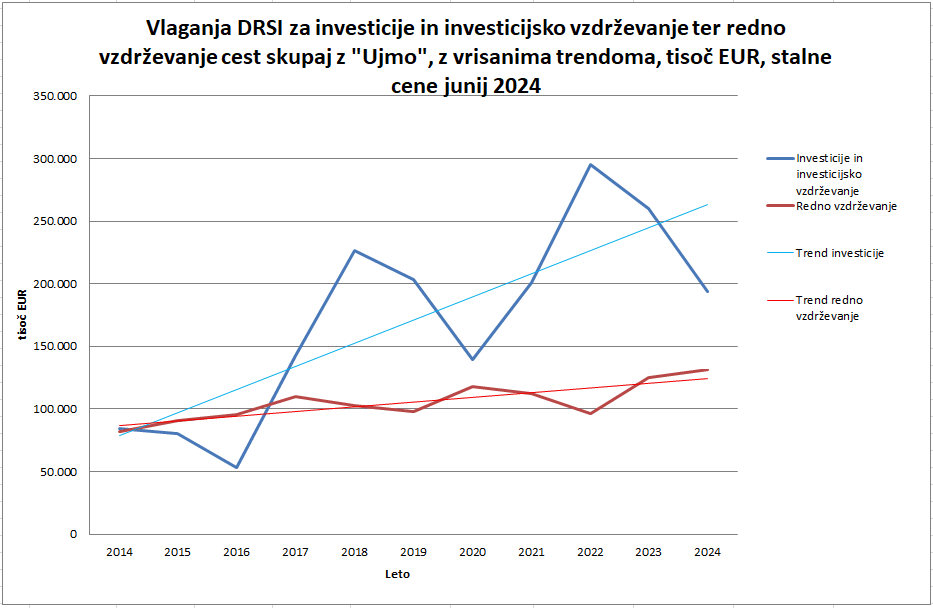 Vlaganja DRSI za investicije in investicijsko vzdrževanje ter redno
vzdrževanje cest skupaj z "Ujmo", z vrisanima trendoma, tisoč EUR, stalne
cene junij 2024
350.000
300.000
250.000
200.000
150.000
100.000
50.000
0
tisoč EUR
2014 2015 2016 2017 2018 2019 2020 2021 2022 2023 2024
Leto
Investicije in
investicijsko
vzdrževanje
Redno vzdrževanje
Trend investicije
Trend redno
vzdrževanje